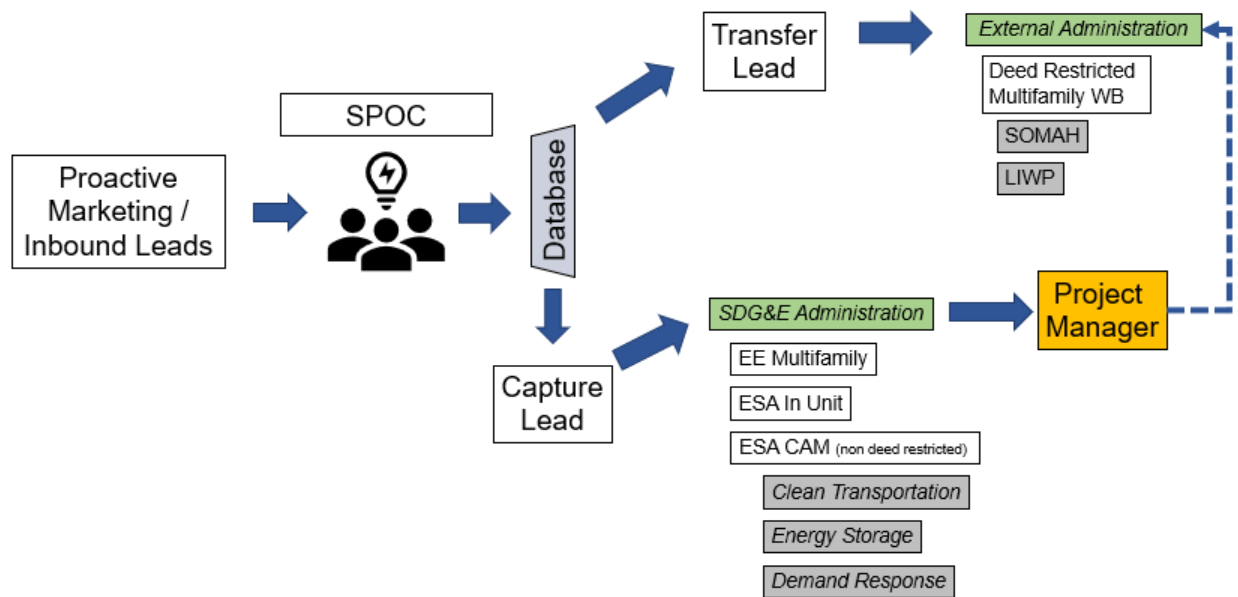 Proactive
Marketing /
Inbound Leads
SPOC
Database
Transfer
Lead
External Administration
Deed Restricted
Multifamily WB
SOMAH
LIWP
Capture
Lead
SDG&E Administration
EE Multifamily
ESA In Unit
ESA CAM (non deed restricted)
Clean Transportation
Energy Storage
Demand Response
Project
Manager